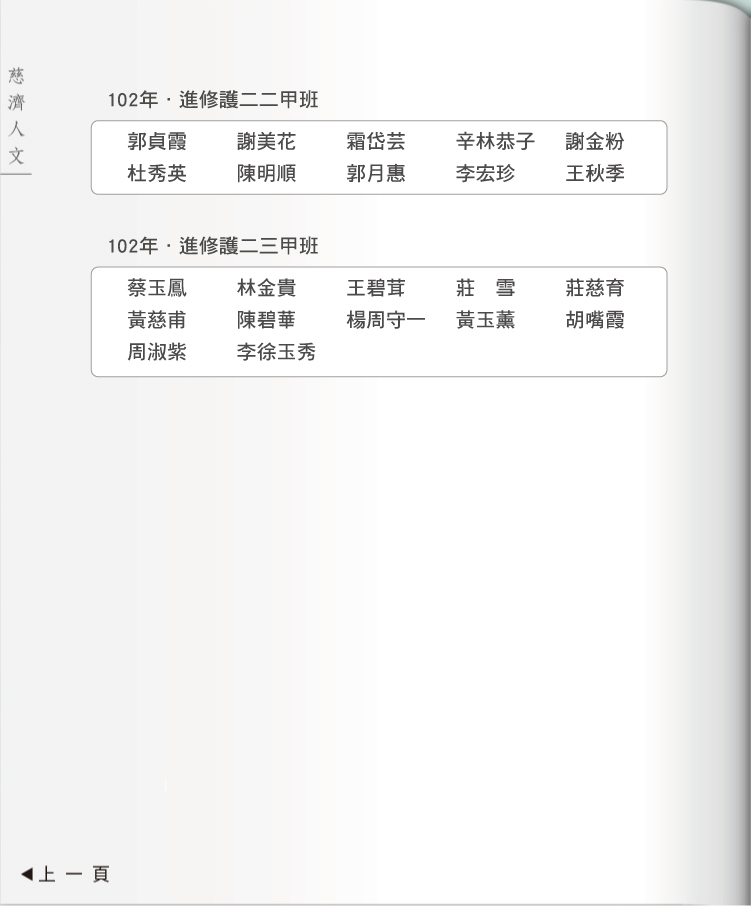 慈濟人文
102年．進修護二二甲班
郭貞霞 謝美花 霜岱芸 辛林恭子 謝金粉
杜秀英 陳明順 郭月惠 李宏珍 王秋季
102年．進修護二三甲班
蔡玉鳳 林金貴 王碧茸 莊　雪 莊慈育
黃慈甫 陳碧華 楊周守一 黃玉薰 胡嘴霞
周淑紫 李徐玉秀
◀上一頁